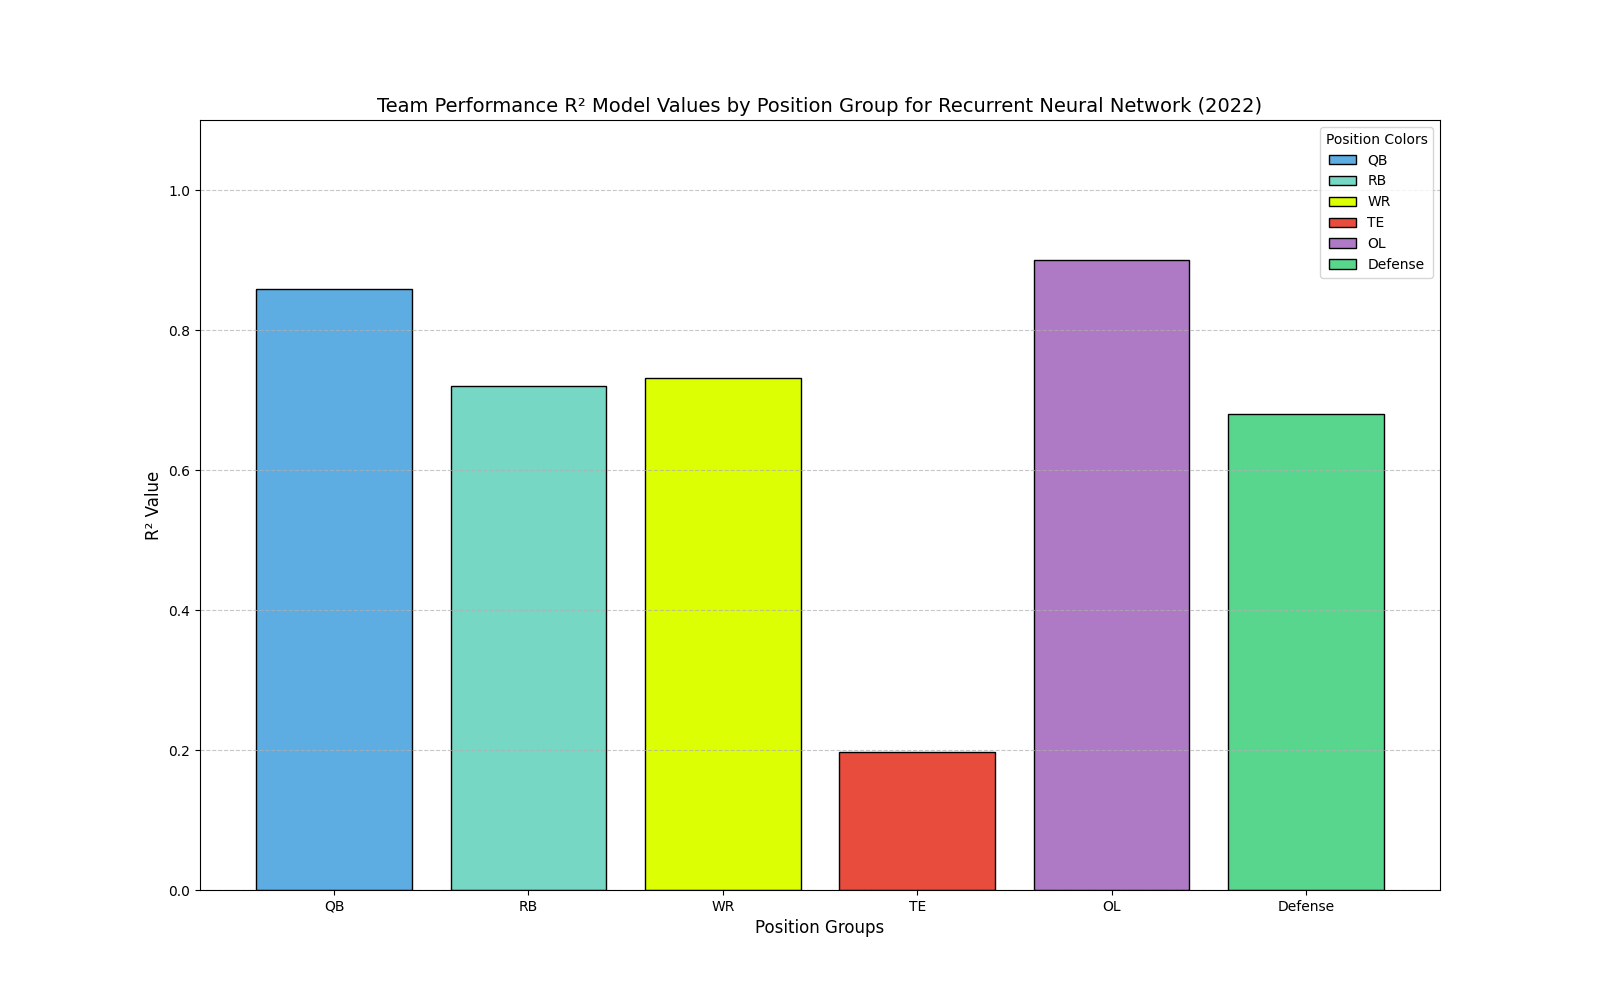 Team Performance R² Model Values by Position Group for Recurrent Neural Network (2022)
Position Colors
QB
RB
WR
TE
OL
Defense
R² Value
1.0
0.8
0.6
0.4
0.2
0.0
QB RB WR TE OL Defense
Position Groups